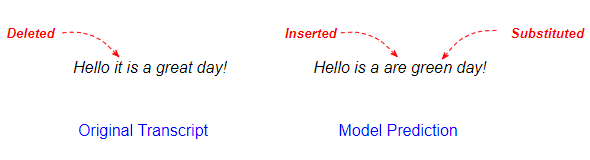 Deleted Inserted Substituted
Hello it is a great day! Hello is a are green day!
Original Transcript Model Prediction